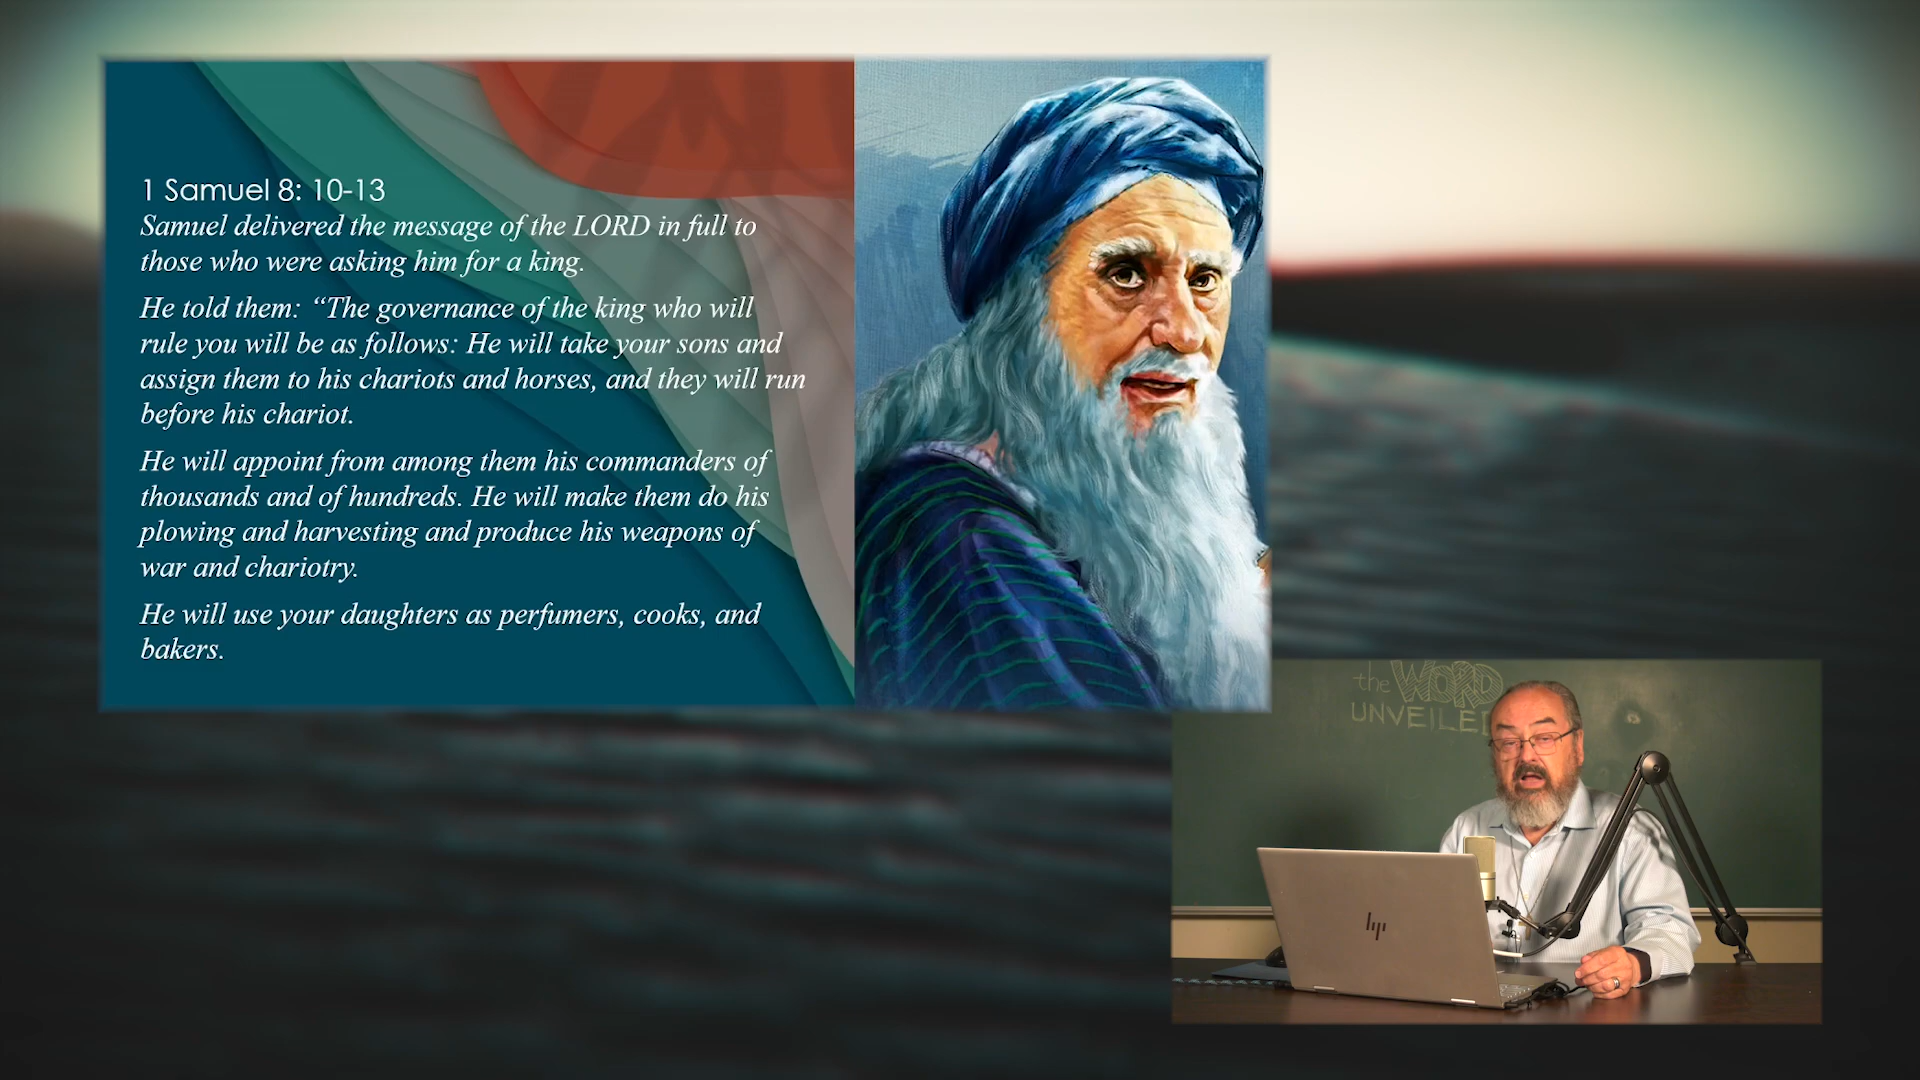 1 Samuel 8: 10-13
Samuel delivered the message of the LORD in full to
those who were asking him for a king.
He told them: “The governance of the king who will
rule you will be as follows: He will take your sons and
assign them to his chariots and horses, and they will run
before his chariot.
He will appoint from among them his commanders of
thousands and of hundreds. He will make them do his
plowing and harvesting and produce his weapons of
war and chariotry.
He will use your daughters as perfumers, cooks, and
bakers.
the WORD
UNVEILED
hp